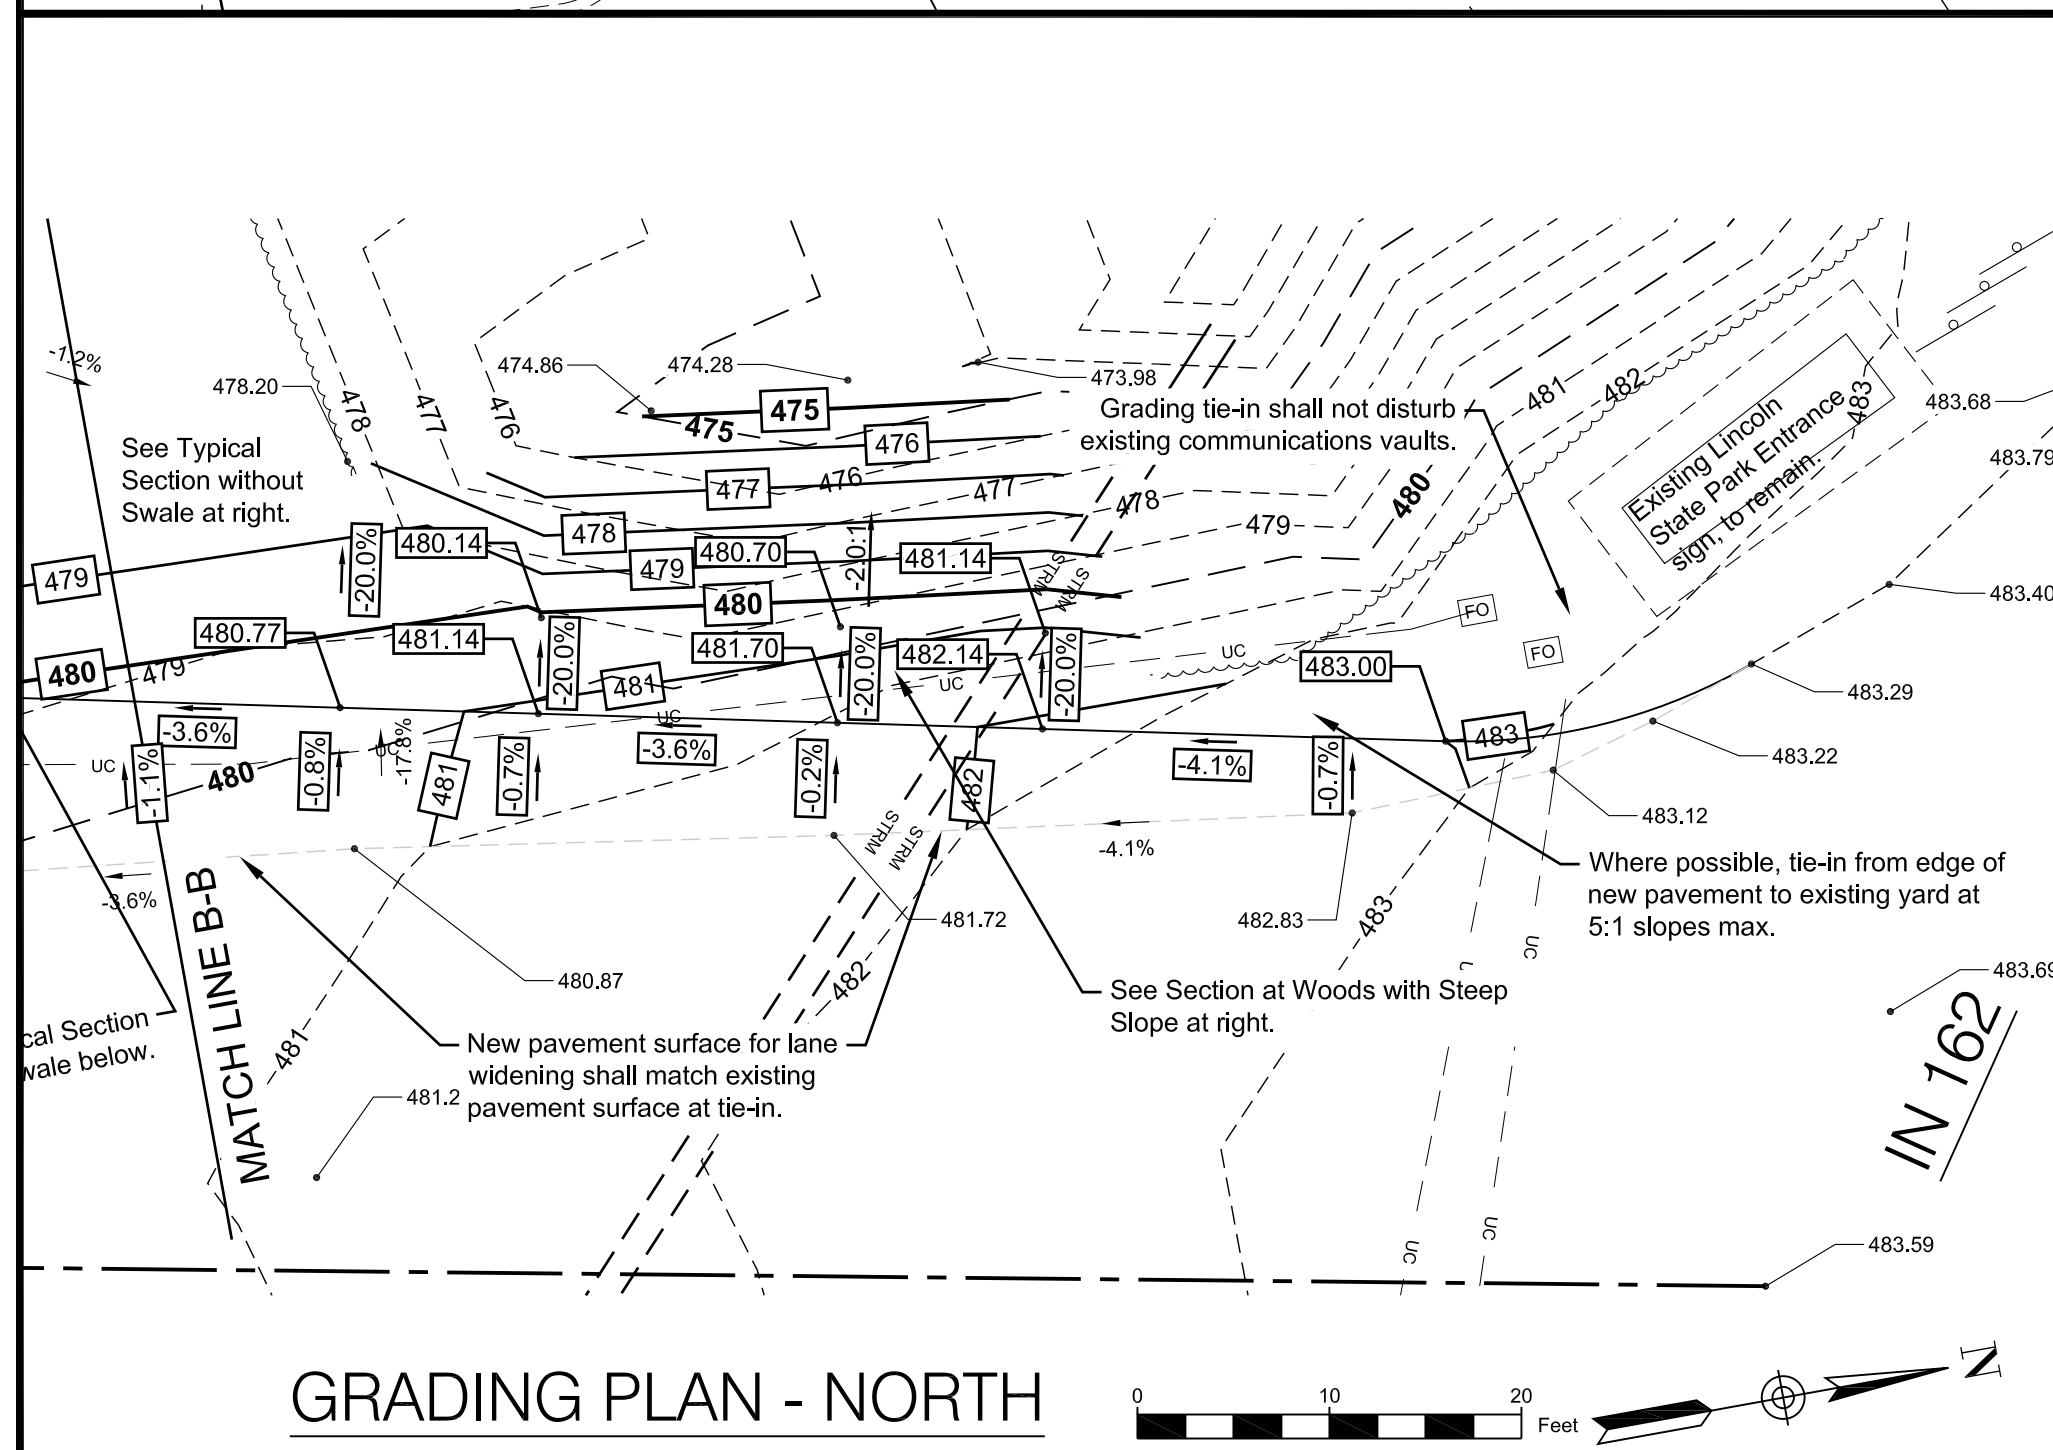 -1.2%
478.20
478
477
476
474.86
474.28
473.98
475
475
476
477
476
477
478
478
479
479
480
480
481
482
483
483.68
483.79
483.40
483.29
483.22
483.12
Grading tie-in shall not disturb
existing communications vaults.
Existing Lincoln
State Park Entrance
sign, to remain.
See Typical
Section without
Swale at right.
-20.0%
480.14
480.70
481.14
-2.0:1
STRM
STRM
479
480
479
480.77
481.14
481.70
482.14
483.00
-20.0%
-20.0%
-20.0%
481
UC
UC
UC
FO
FO
-3.6%
-3.6%
-4.1%
483
UC
UC
-17.8%
-1.1%
-0.8%
480
481
-0.7%
-0.2%
482
-0.7%
STRM
STRM
-4.1%
-3.6%
480.87
481.72
482.83
483
482
481
481.2
Where possible, tie-in from edge of
new pavement to existing yard at
5:1 slopes max.
See Section at Woods with Steep
Slope at right.
New pavement surface for lane
widening shall match existing
pavement surface at tie-in.
cal Section
wale below.
MATCH LINE B-B
UC
UC
UC
483.69
IN 162
483.59
GRADING PLAN - NORTH
0 10 20
Feet
N